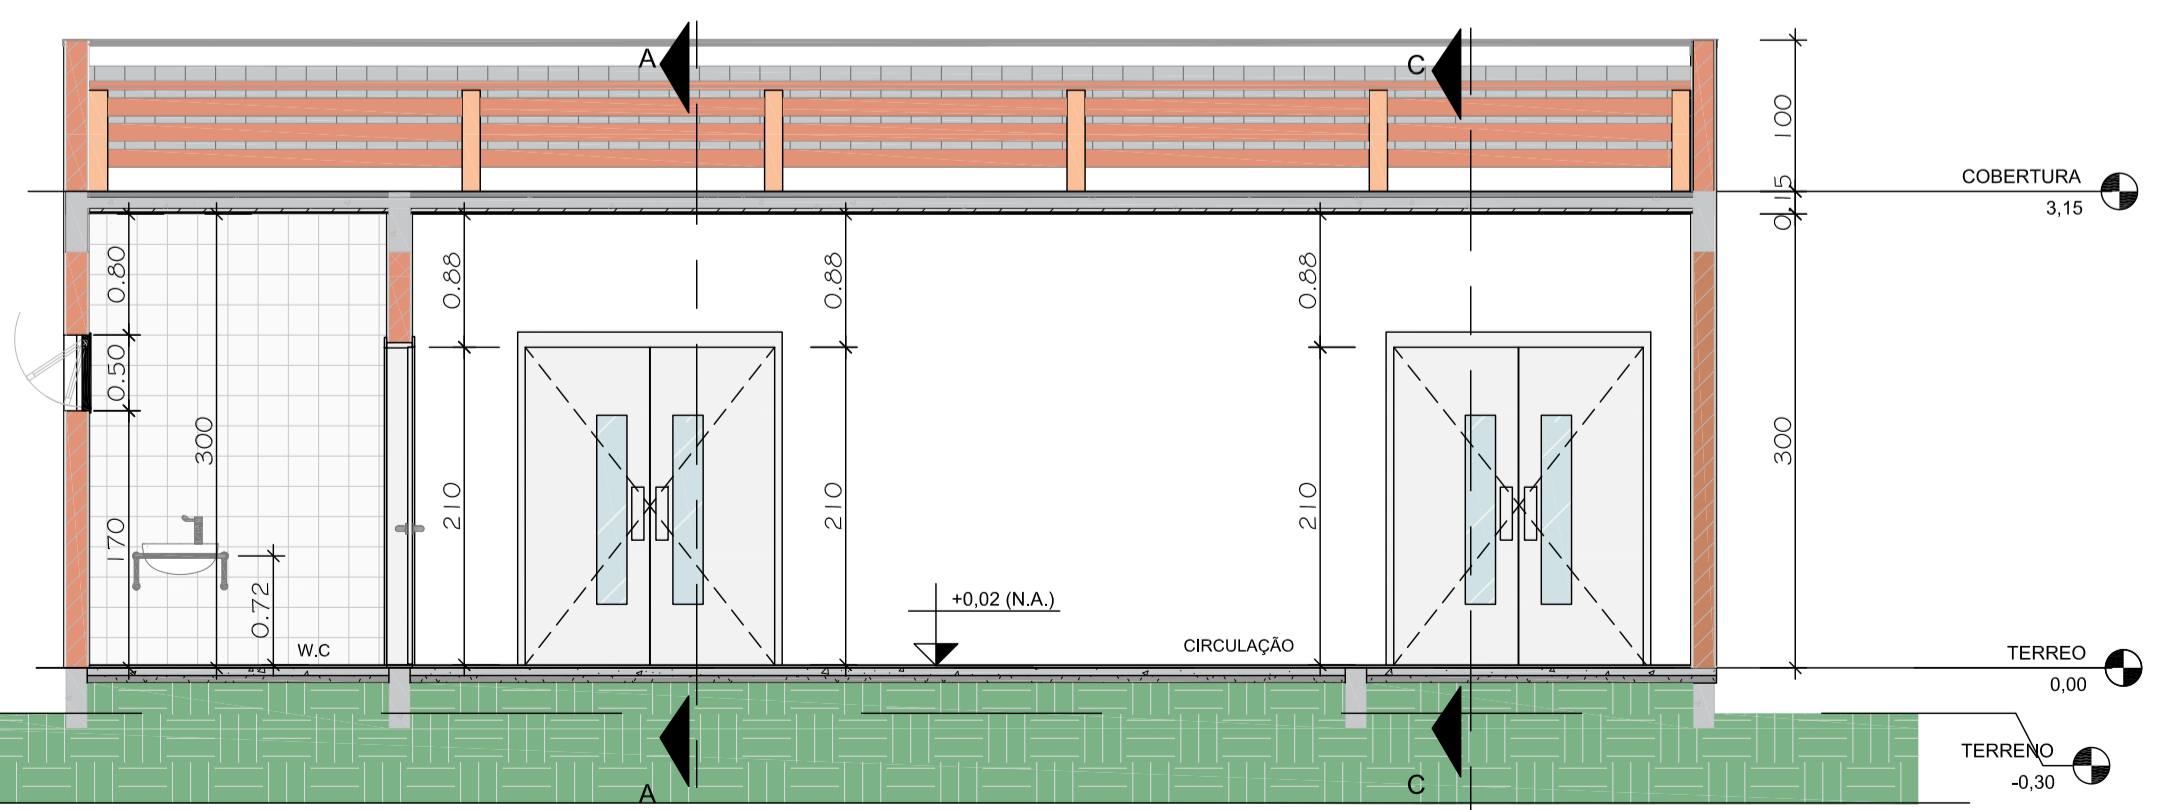 A
C
100
COBERTURA
3,15
0,15
0.80
0.88
0.88
0.88
0.50
300
300
210
210
210
170
0.72
+0,02 (N.A.)
W.C
CIRCULAÇÃO
TERREO
0,00
TERRENO
-0,30
A
C